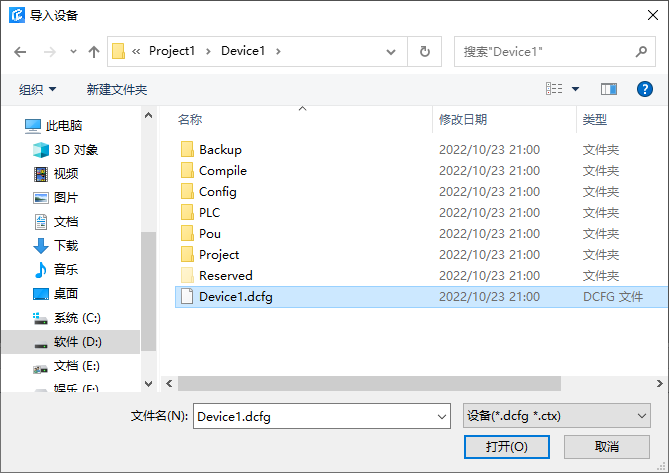 导入设备
« Project1 › Device1 ›
搜索"Device1"
组织 新建文件夹
此电脑
3D 对象
视频
图片
文档
下载
音乐
桌面
系统 (C:)
软件 (D:)
文档 (E:)
娱乐 (F:)
名称 修改日期 类型
Backup 2022/10/23 21:00 文件夹
Compile 2022/10/23 21:00 文件夹
Config 2022/10/23 21:00 文件夹
PLC 2022/10/23 21:00 文件夹
Pou 2022/10/23 21:00 文件夹
Project 2022/10/23 21:00 文件夹
Reserved 2022/10/23 21:00 文件夹
Device1.dcfg 2022/10/23 21:00 DCFG 文件
文件名(N): Device1.dcfg 设备(*.dcfg *.ctx)
打开(O) 取消